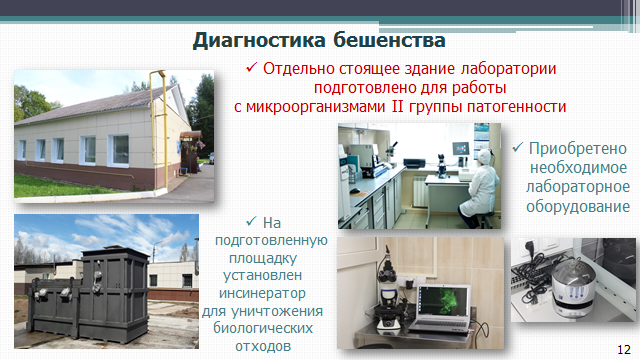 Диагностика бешенства
✓ Отдельно стоящее здание лаборатории
подготовлено для работы
с микроорганизмами II группы патогенности
✓ Приобретено
необходимое
лабораторное
оборудование
✓ На
подготовленную
площадку
установлен
инсинератор
для уничтожения
биологических
отходов
12